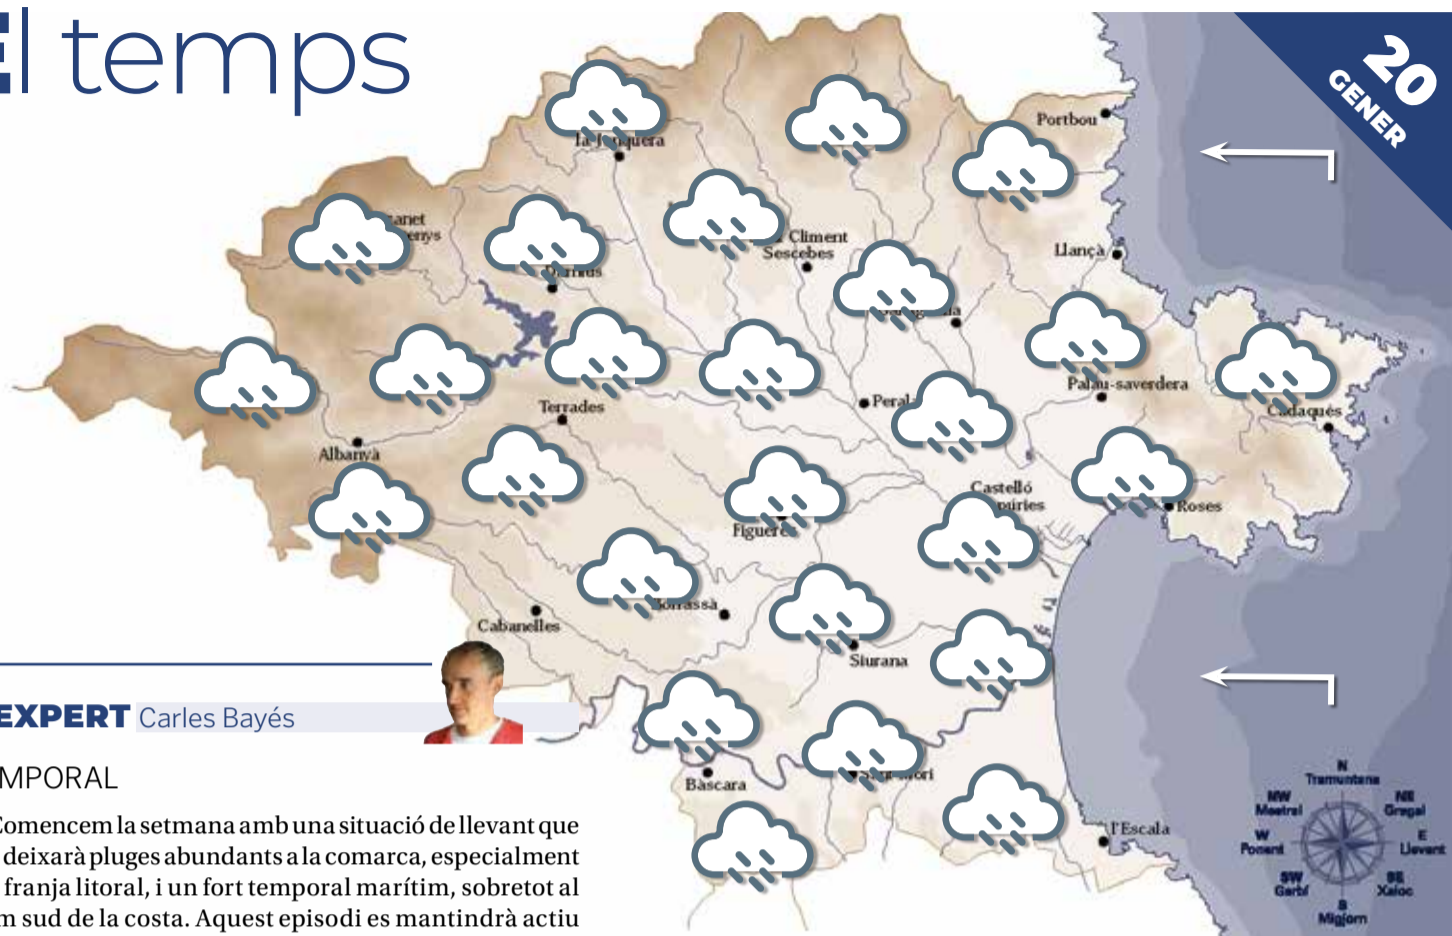 El temps
20
GENER
Portbou
la Jonquera
Climent
Sescebes
Llançà
Darnius
Palau-saverdera
Cadaqués
Terrades
Albanyà
Castelló
Roses
Figueres
Borrassà
Cabanelles
Siurana
Bàscara
l'Escala
N
Tramuntana
NW
Mestral
NE
Gregal
W
Ponent
E
Llevant
SW
Garbí
SE
Xaloc
S
Migjorn
EXPERT Carles Bayés
MPORAL
Comencem la setmana amb una situació de llevant que
deixarà pluges abundants a la comarca, especialment
franja litoral, i un fort temporal marítim, sobretot al
m sud de la costa. Aquest episodi es mantindrà actiu